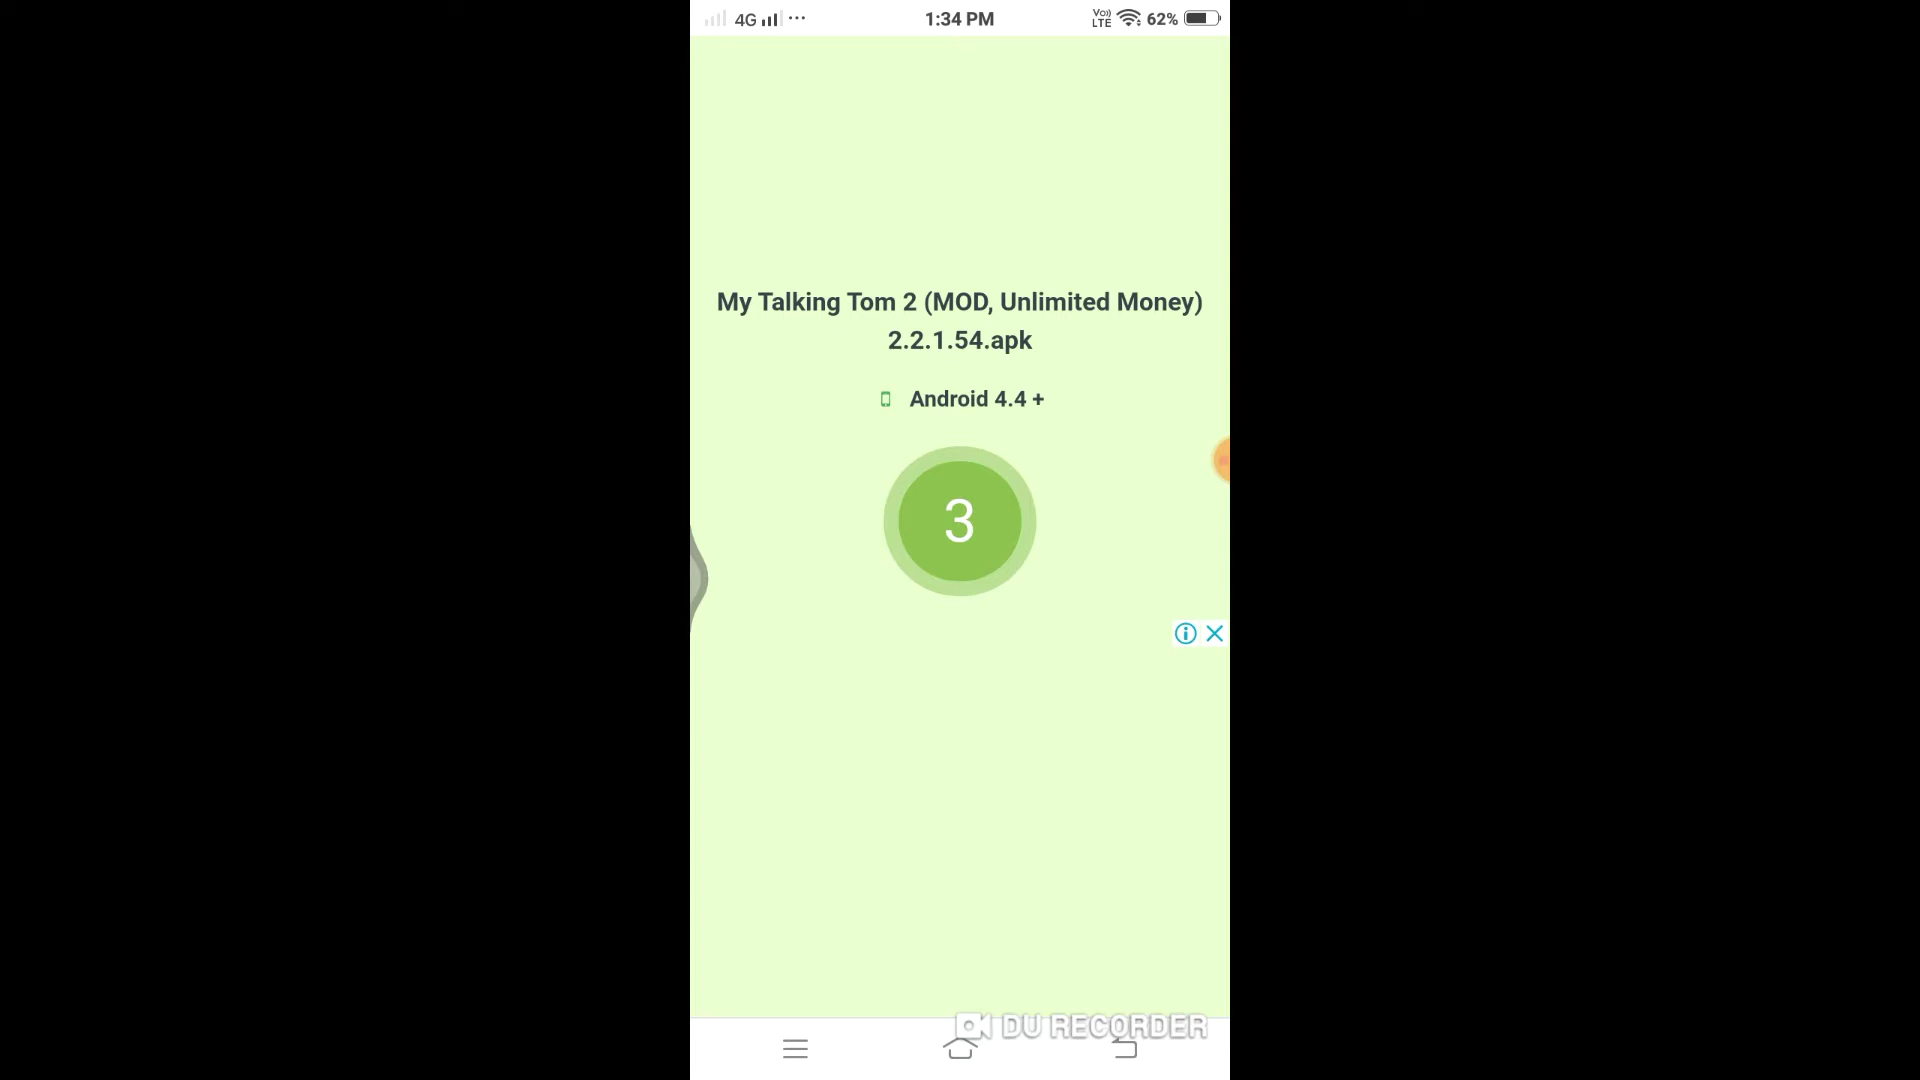 4G ... 1:34 PM Vo)) LTE 62%
My Talking Tom 2 (MOD, Unlimited Money)
2.2.1.54.apk
Android 4.4 +
3
DU RECORDER